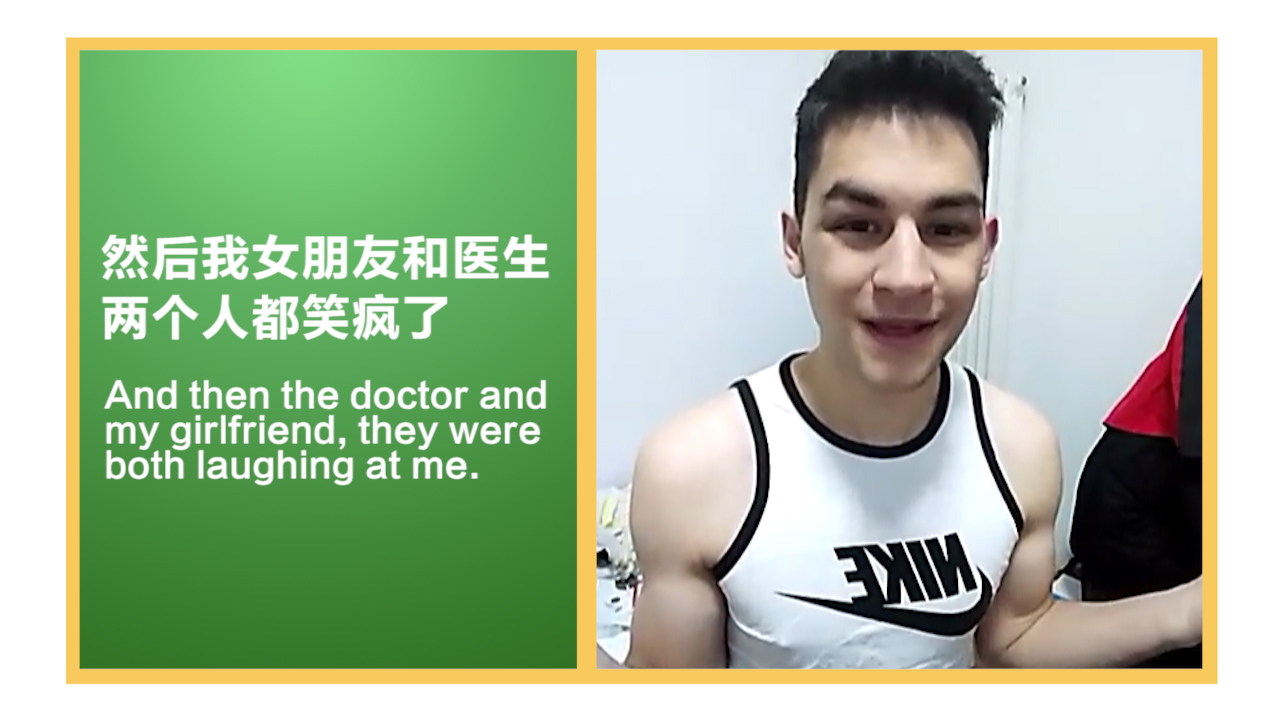 然后我女朋友和医生
两个人都笑疯了
And then the doctor and
my girlfriend, they were
both laughing at me.
NIKE